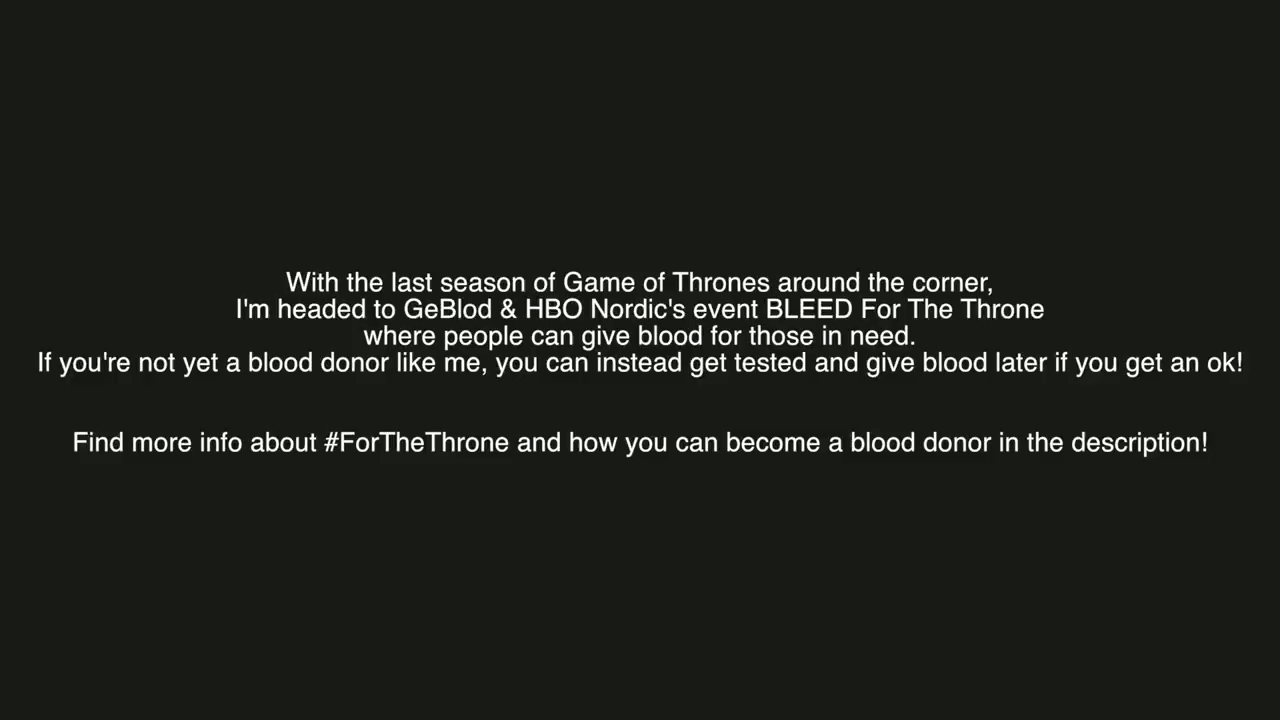 With the last season of Game of Thrones around the corner,
I'm headed to GeBlod & HBO Nordic's event BLEED For The Throne
where people can give blood for those in need.
If you're not yet a blood donor like me, you can instead get tested and give blood later if you get an ok!
Find more info about #ForTheThrone and how you can become a blood donor in the description!